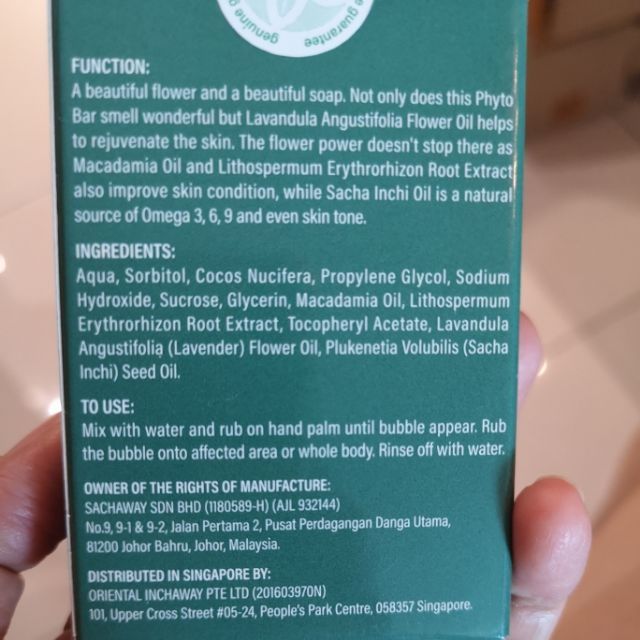 genuine g
e guarantee
FUNCTION:
A beautiful flower and a beautiful soap. Not only does this Phyto
Bar smell wonderful but Lavandula Angustifolia Flower Oil helps
to rejuvenate the skin. The flower power doesn't stop there as
Macadamia Oil and Lithospermum Erythrorhizon Root Extract
also improve skin condition, while Sacha Inchi Oil is a natural
source of Omega 3, 6, 9 and even skin tone.
INGREDIENTS:
Aqua, Sorbitol, Cocos Nucifera, Propylene Glycol, Sodium
Hydroxide, Sucrose, Glycerin, Macadamia Oil, Lithospermum
Erythrorhizon Root Extract, Tocopheryl Acetate, Lavandula
Angustifolia (Lavender) Flower Oil, Plukenetia Volubilis (Sacha
Inchi) Seed Oil.
TO USE:
Mix with water and rub on hand palm until bubble appear. Rub
the bubble onto affected area or whole body. Rinse off with water.
OWNER OF THE RIGHTS OF MANUFACTURE:
SACHAWAY SDN BHD (1180589-H) (AJL 932144)
No.9, 9-1 & 9-2, Jalan Pertama 2, Pusat Perdagangan Danga Utama,
81200 Johor Bahru, Johor, Malaysia.
DISTRIBUTED IN SINGAPORE BY:
ORIENTAL INCHAWAY PTE LTD (201603970N)
101, Upper Cross Street #05-24, People's Park Centre, 058357 Singapore.